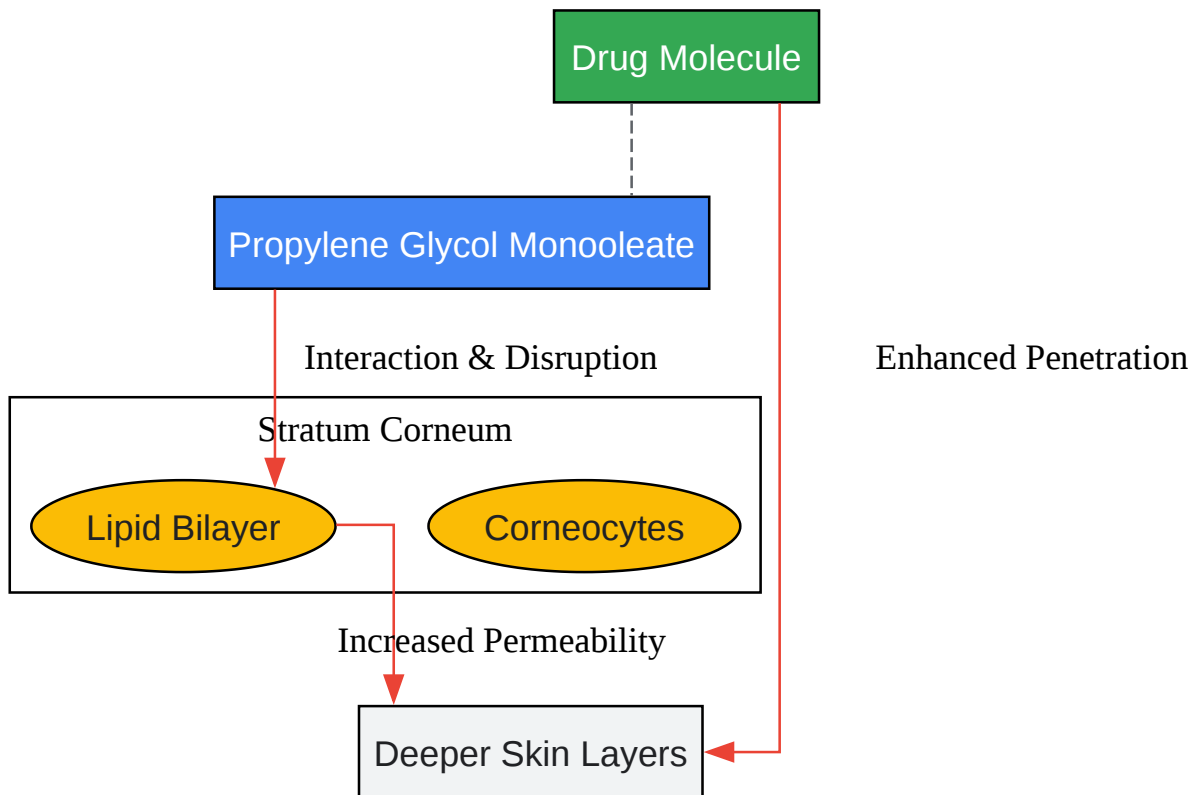 Drug Molecule
Propylene Glycol Monooleate
Interaction & Disruption
Enhanced Penetration
Stratum Corneum
Lipid Bilayer
Corneocytes
Increased Permeability
Deeper Skin Layers